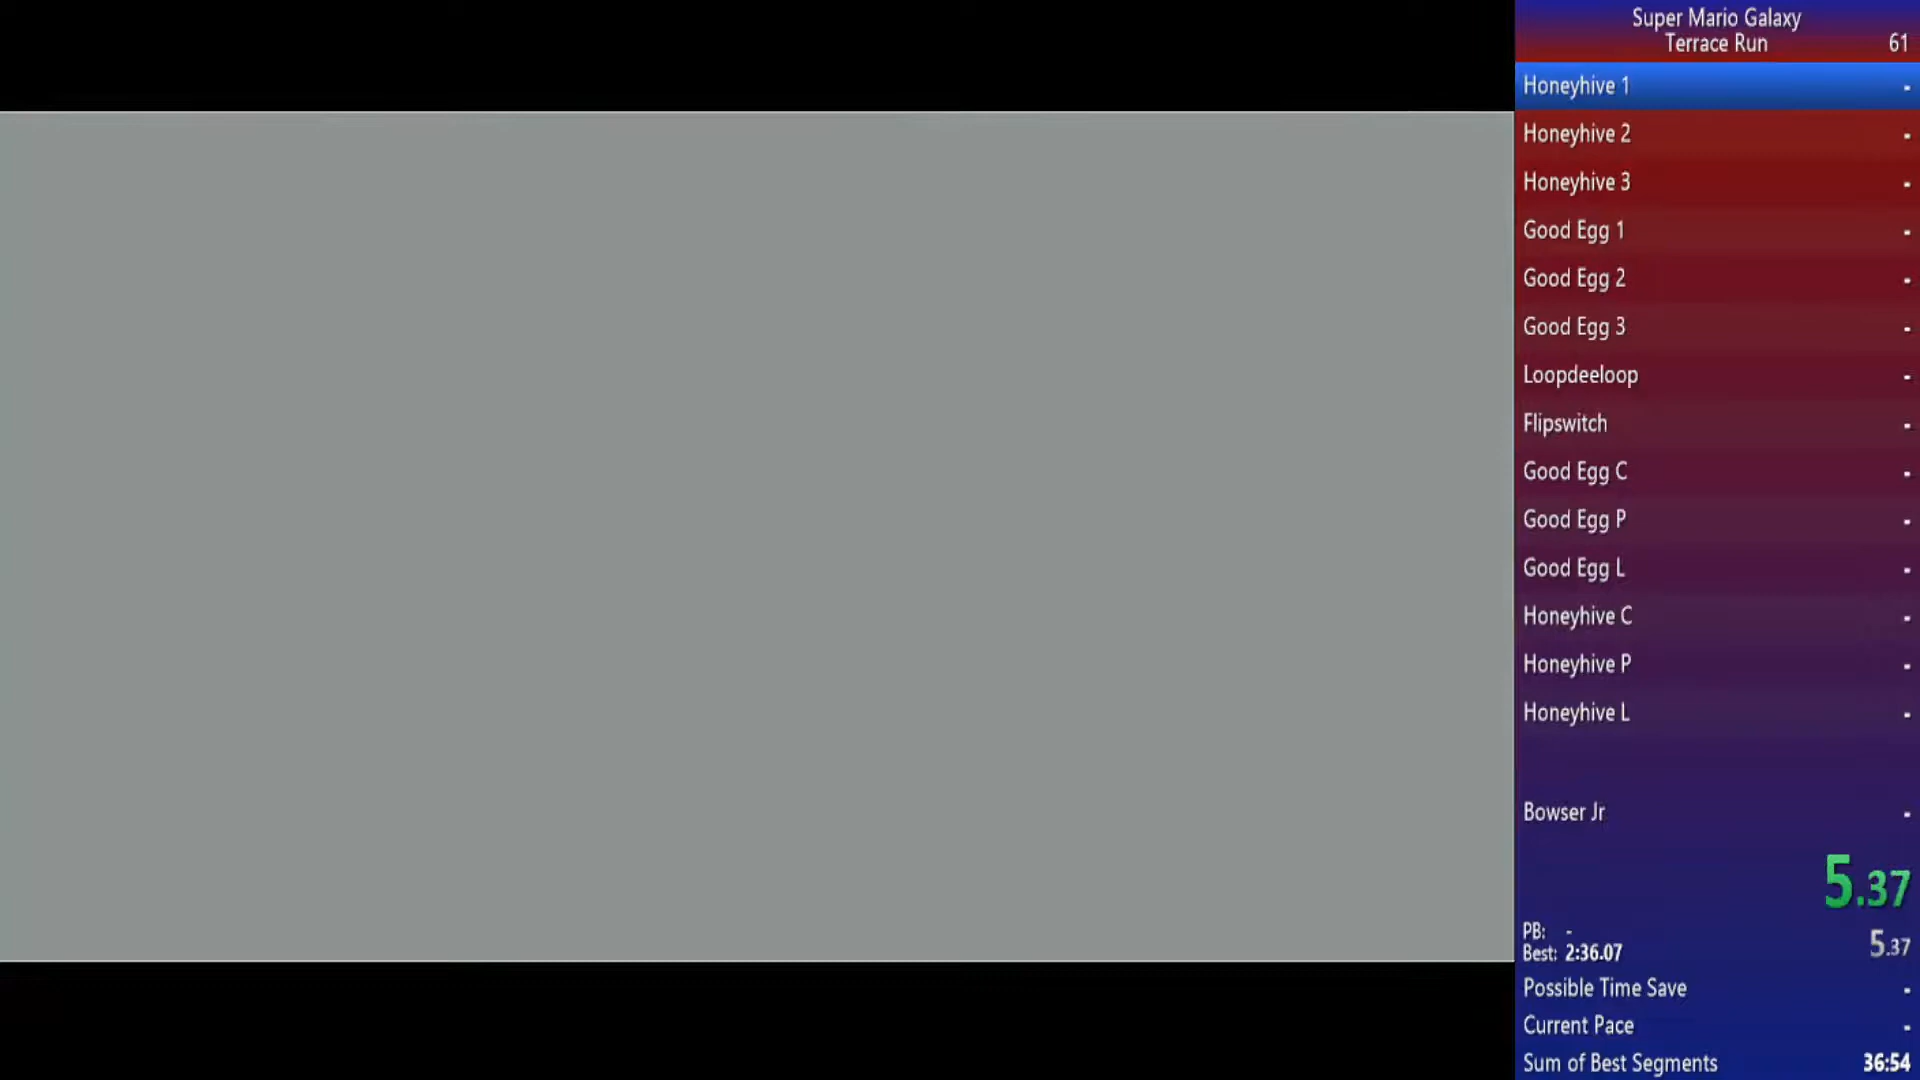 Super Mario Galaxy
Terrace Run 61
Honeyhive 1 -
Honeyhive 2 -
Honeyhive 3 -
Good Egg 1 -
Good Egg 2 -
Good Egg 3 -
Loopdeeloop -
Flipswitch -
Good Egg C -
Good Egg P -
Good Egg L -
Honeyhive C -
Honeyhive P -
Honeyhive L -
Bowser Jr -
5.37
PB: -
Best: 2:36.07 5.37
Possible Time Save -
Current Pace -
Sum of Best Segments 36:54